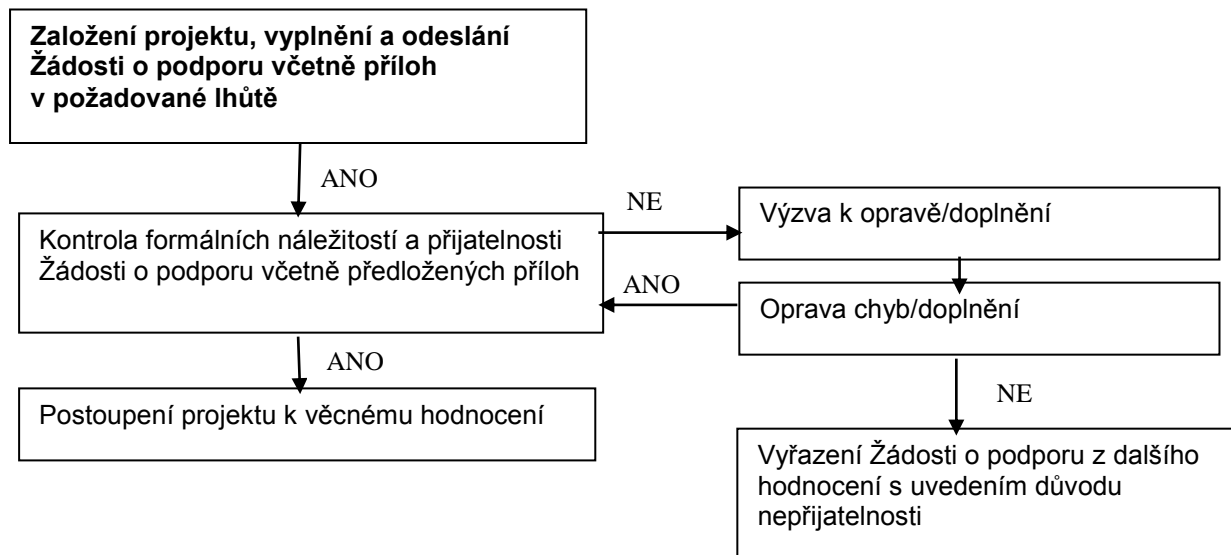 Založení projektu, vyplnění a odeslání
Žádosti o podporu včetně příloh
v požadované lhůtě
ANO
Kontrola formálních náležitostí a přijatelnosti
Žádosti o podporu včetně předložených příloh
NE
Výzva k opravě/doplnění
ANO
Oprava chyb/doplnění
ANO
Postoupení projektu k věcnému hodnocení
NE
Vyřazení Žádosti o podporu z dalšího
hodnocení s uvedením důvodu
nepřijatelnosti